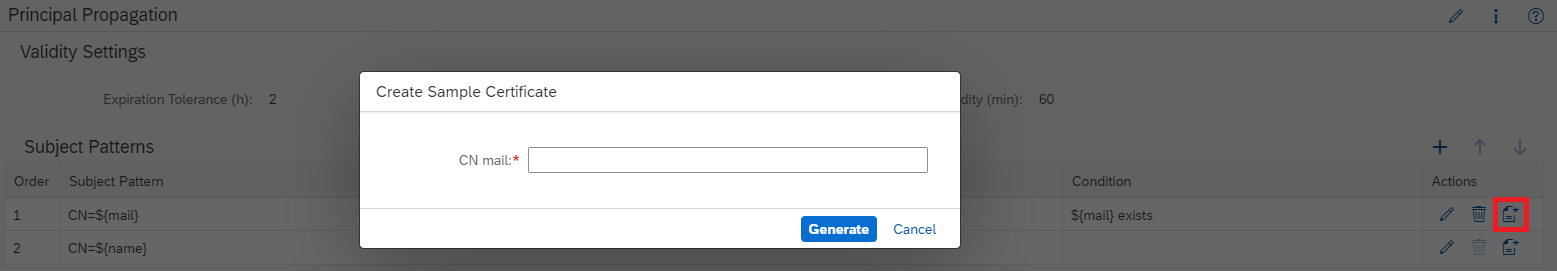 Principal Propagation
Validity Settings
Create Sample Certificate
Expiration Tolerance (h): 2
dity (min): 60
CN mail:*
Subject Patterns
Order Subject Pattern Condition Actions
1 CN=${mail} ${mail} exists
Generate Cancel
2 CN=${name}